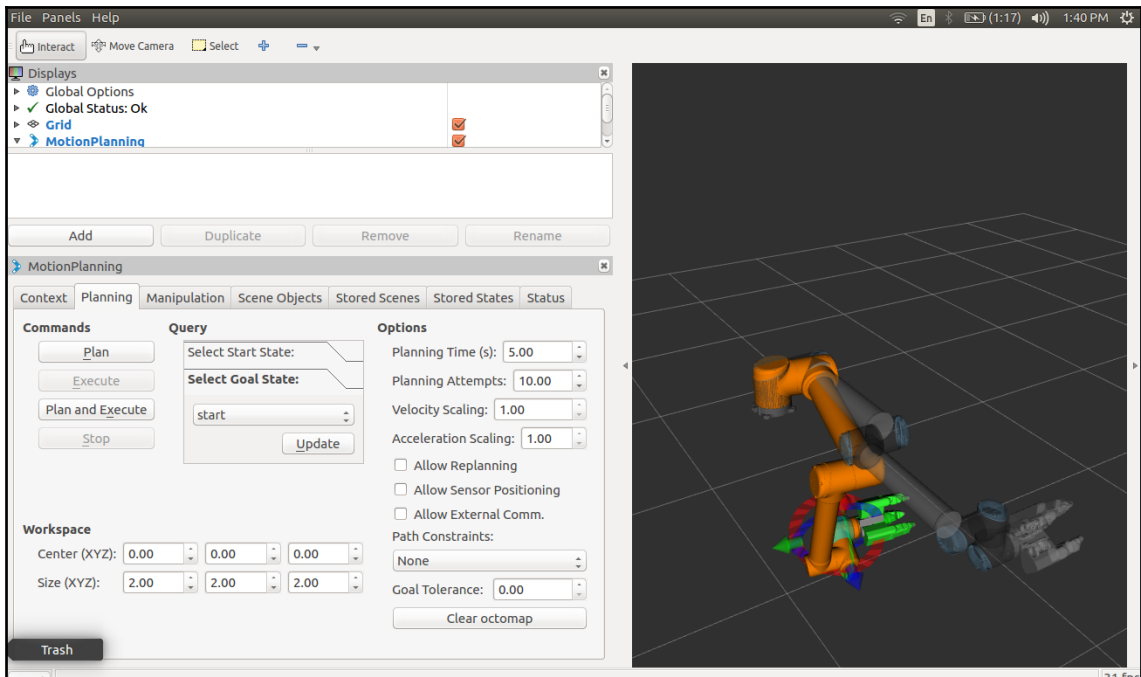 File Panels Help
En (1:17) 1:40 PM
Interact Move Camera Select
Displays
Global Options
Global Status: Ok
Grid
MotionPlanning
Add Duplicate Remove Rename
MotionPlanning
Context Planning Manipulation Scene Objects Stored Scenes Stored States Status
Commands
Plan
Execute
Plan and Execute
Stop
Query
Select Start State:
Select Goal State:
start
Update
Options
Planning Time (s): 5.00
Planning Attempts: 10.00
Velocity Scaling: 1.00
Acceleration Scaling: 1.00
Allow Replanning
Allow Sensor Positioning
Allow External Comm.
Path Constraints:
None
Goal Tolerance: 0.00
Clear octomap
Workspace
Center (XYZ): 0.00 0.00 0.00
Size (XYZ): 2.00 2.00 2.00
Trash